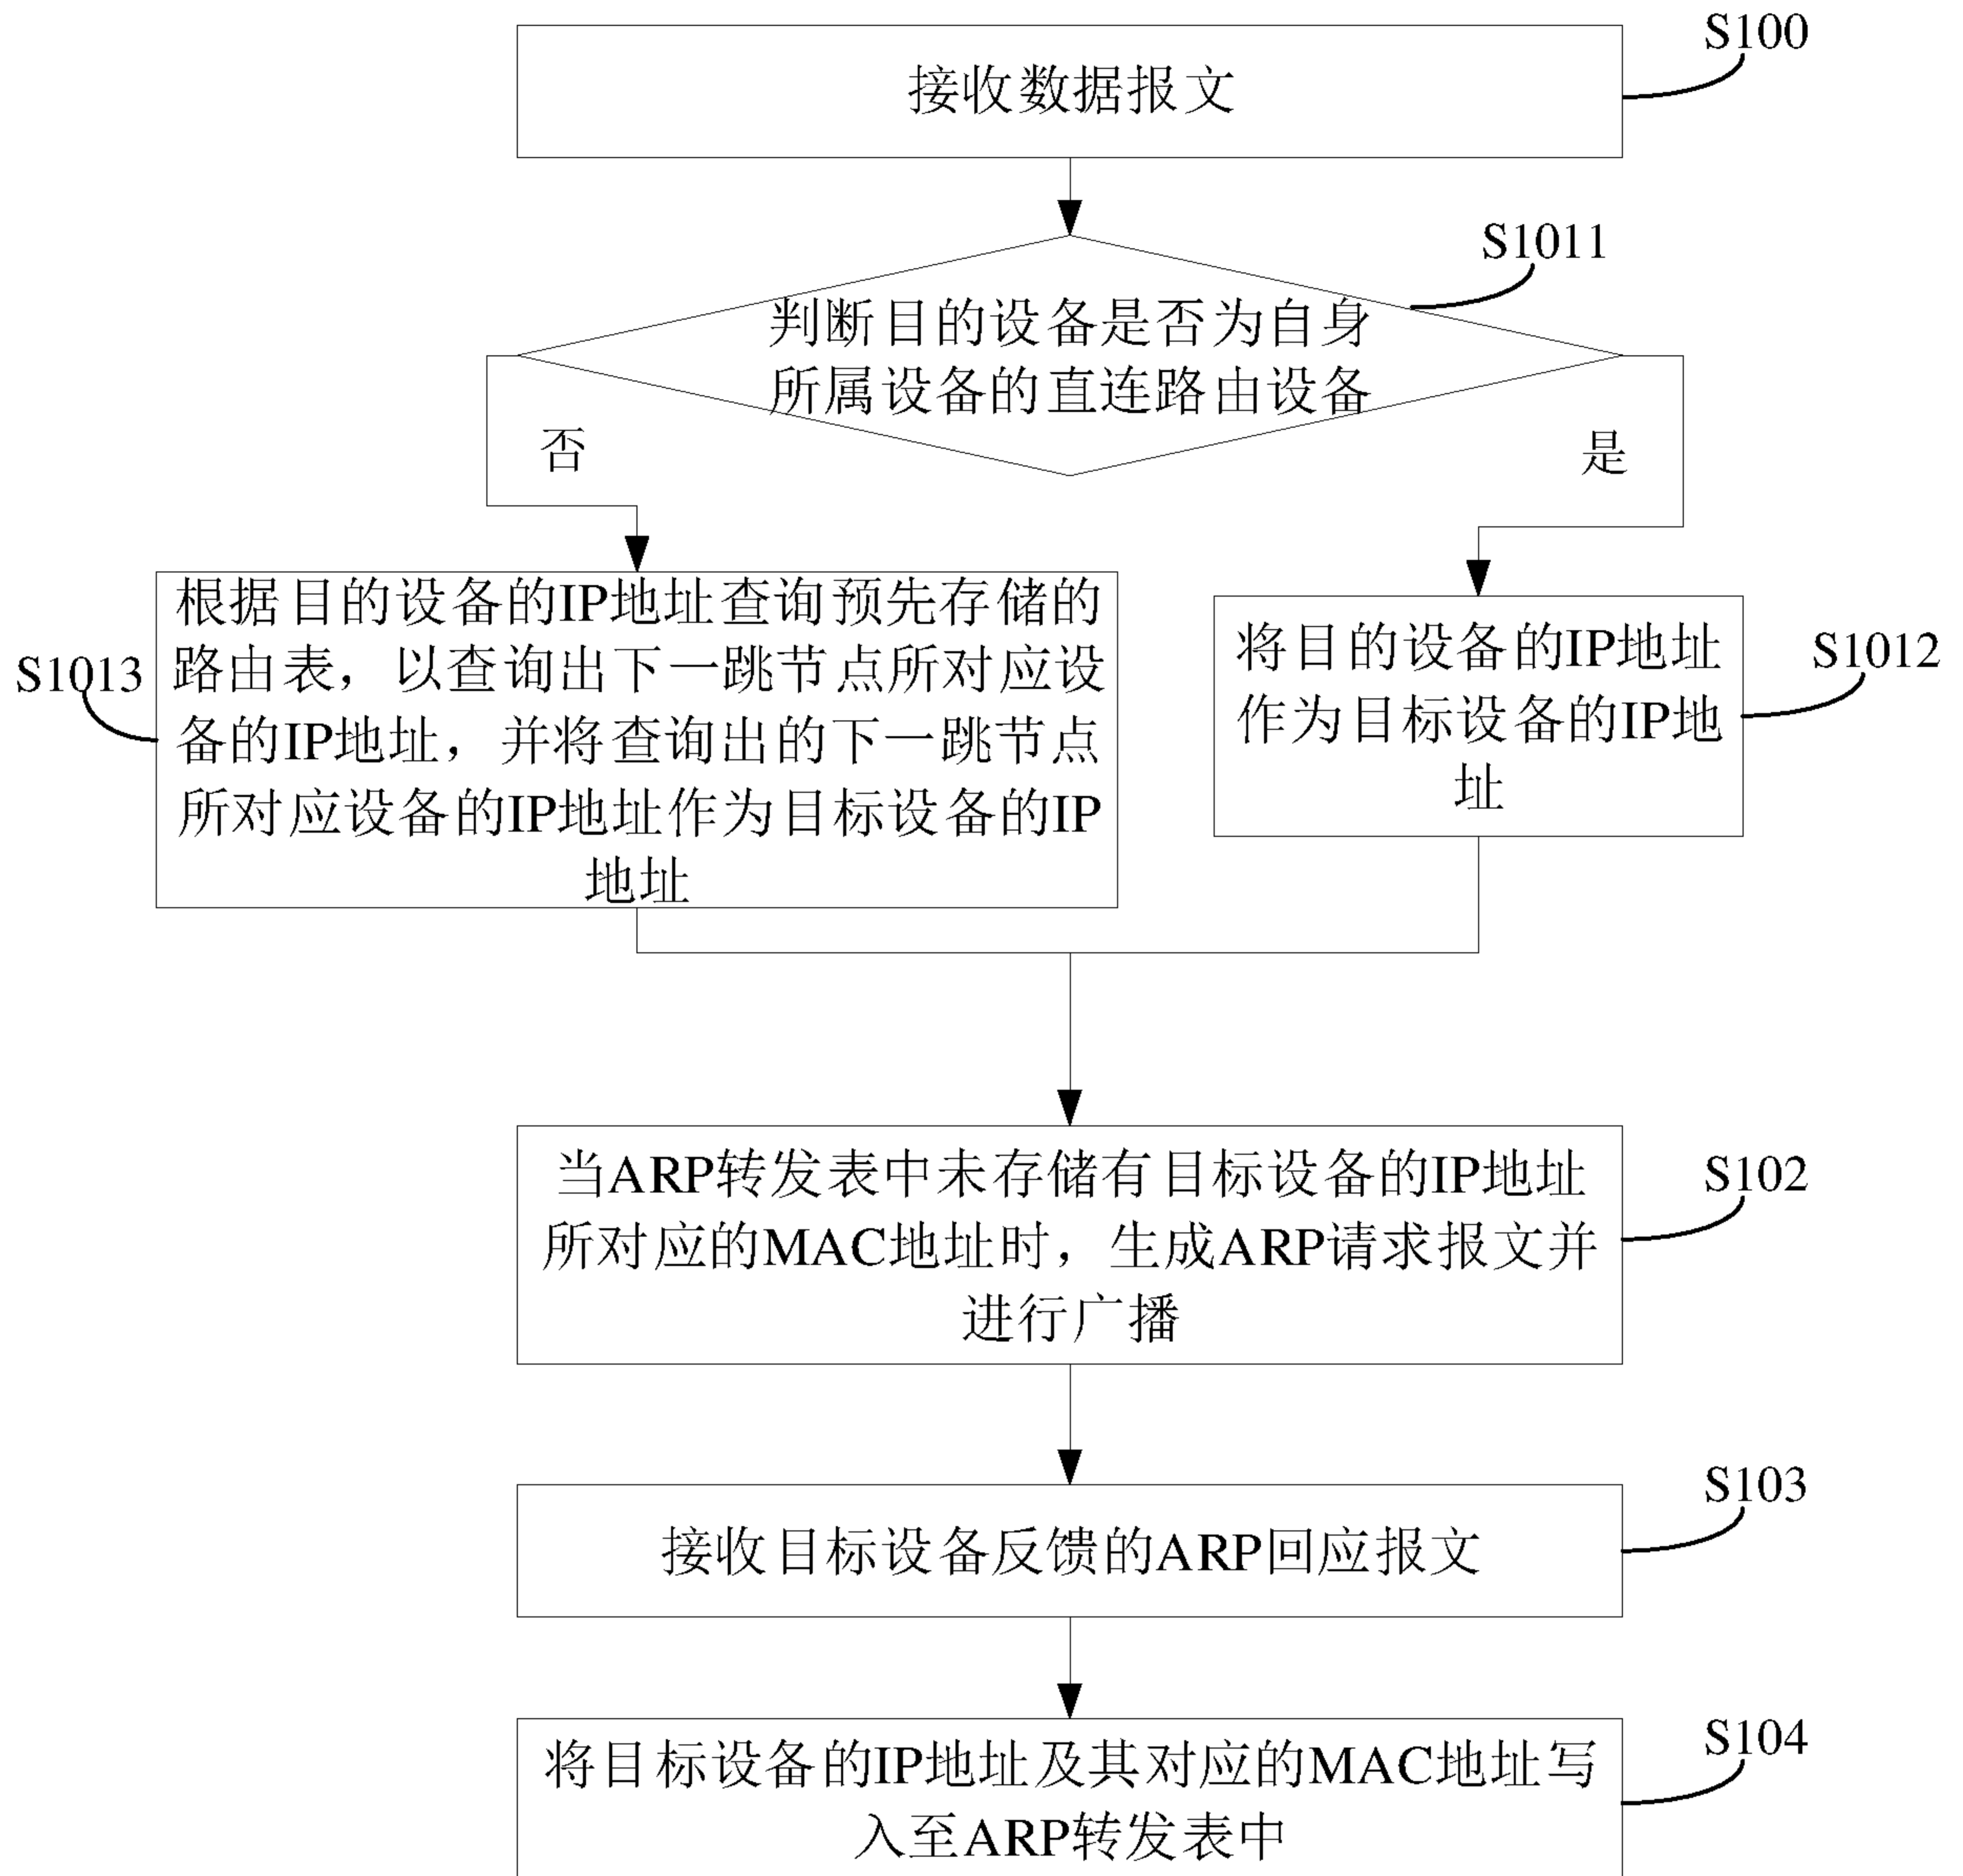 S100
接收数据报文
S1011
判断目的设备是否为自身
所属设备的直连路由设备
否
是
S1013
根据目的设备的IP地址查询预先存储的
路由表，以查询出下一跳节点所对应设
备的IP地址，并将查询出的下一跳节点
所对应设备的IP地址作为目标设备的IP
地址
S1012
将目的设备的IP地址
作为目标设备的IP地
址
S102
当ARP转发表中未存储有目标设备的IP地址
所对应的MAC地址时，生成ARP请求报文并
进行广播
S103
接收目标设备反馈的ARP回应报文
S104
将目标设备的IP地址及其对应的MAC地址写
入至ARP转发表中